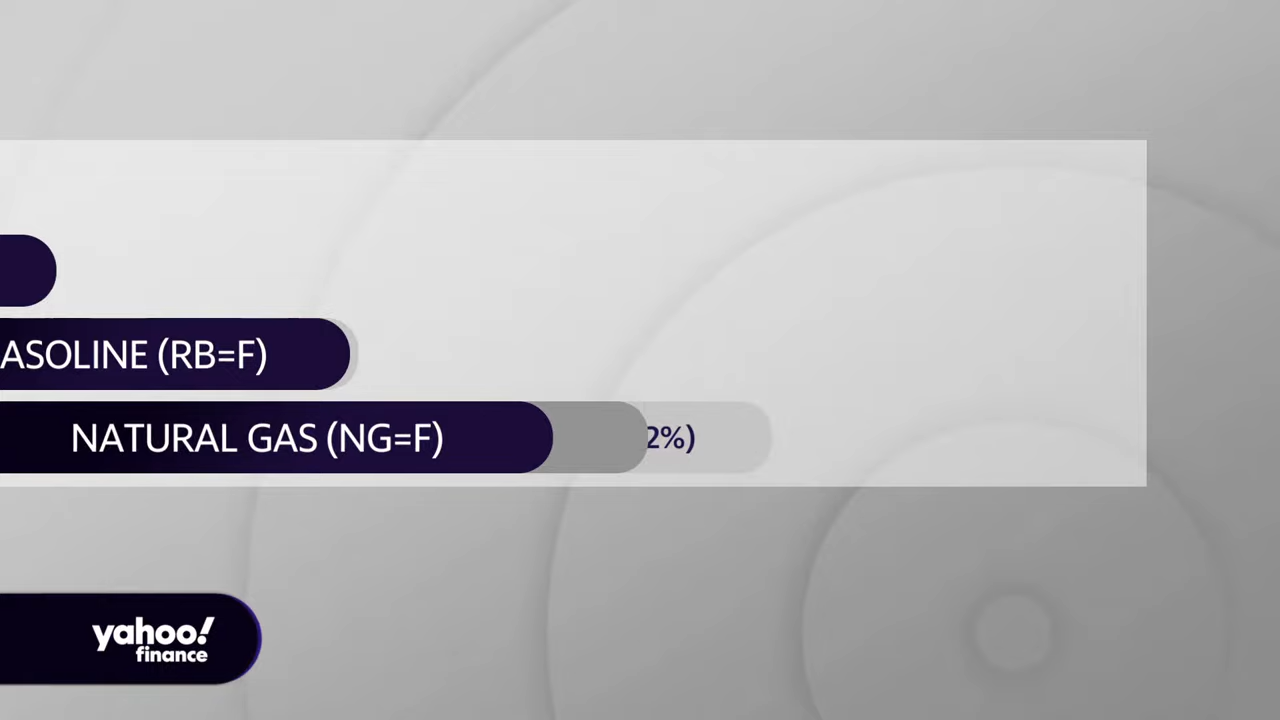 ASOLINE (RB=F)
NATURAL GAS (NG=F) 2%)
yahoo!
finance